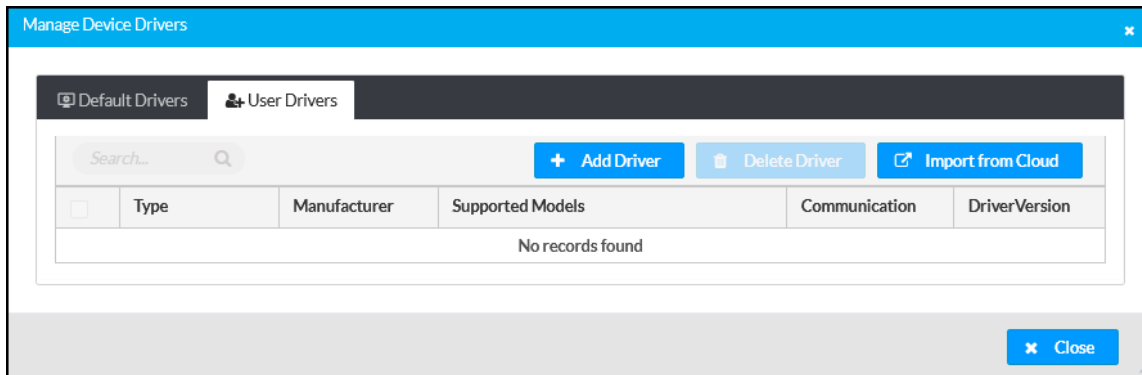 Manage Device Drivers
Default Drivers User Drivers
Search... Add Driver Delete Driver Import from Cloud
Type Manufacturer Supported Models Communication DriverVersion
No records found
Close